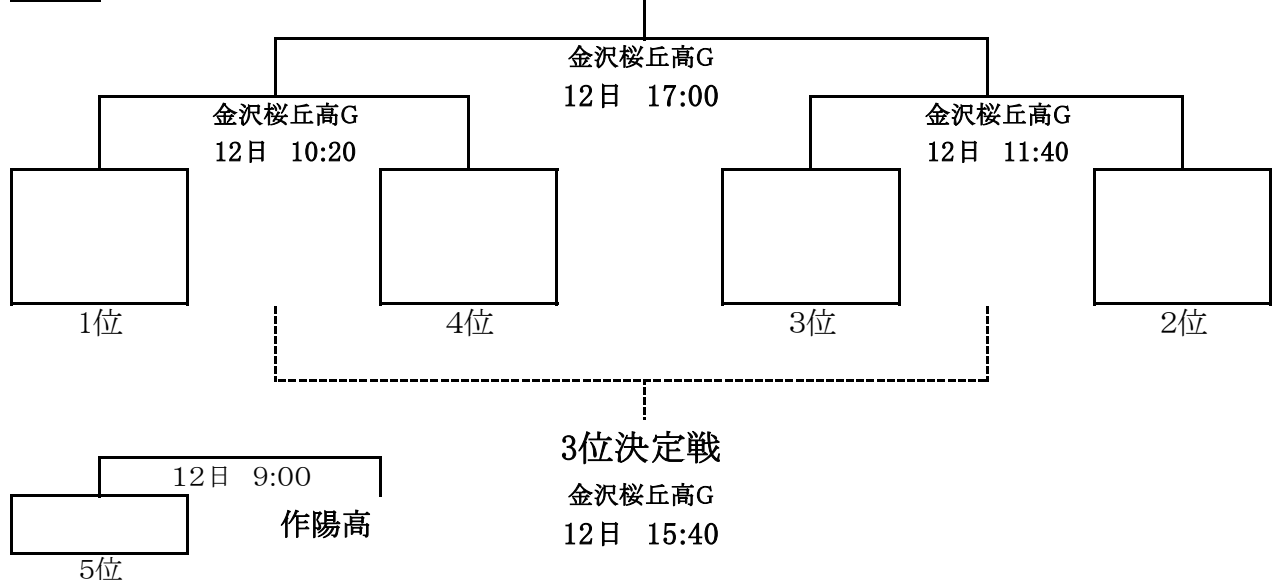 金沢桜丘高G
12日 17:00
金沢桜丘高G
12日 10:20
金沢桜丘高G
12日 11:40
1位
4位
3位
2位
3位決定戦
金沢桜丘高G
12日 15:40
12日 9:00
作陽高
5位